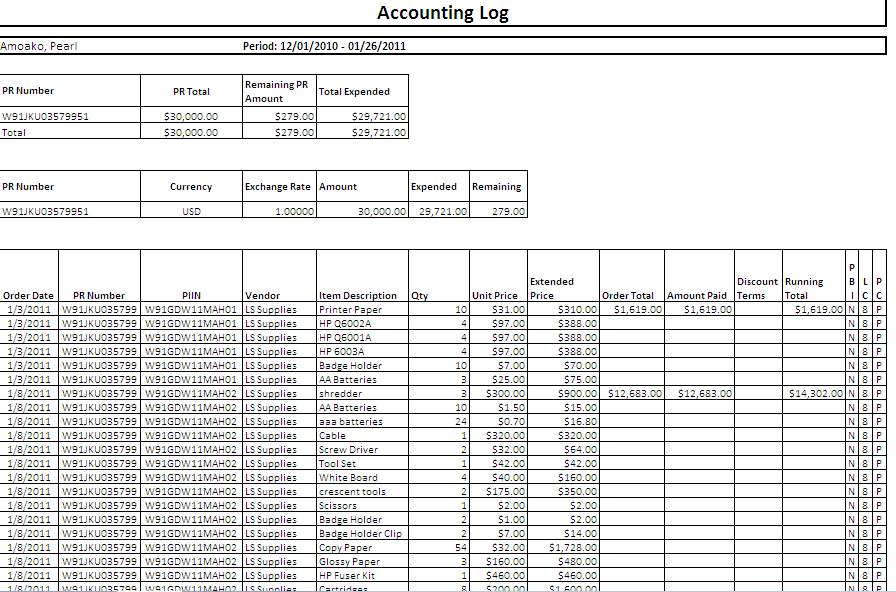 Accounting Log
Amoako, Pearl Period: 12/01/2010 - 01/26/2011
PR Number PR Total Remaining PR Amount Total Expended
W91JKU03579951 $30,000.00 $279.00 $29,721.00
Total $30,000.00 $279.00 $29,721.00
PR Number Currency Exchange Rate Amount Expended Remaining
W91JKU03579951 USD 1.00000 30,000.00 29,721.00 279.00
Order Date PR Number PIIN Vendor Item Description Qty Unit Price Extended Price Order Total Amount Paid Discount Terms Running Total PBI LC PC
1/3/2011 W91JKU035799 W91GDW11MAH01 LS Supplies Printer Paper 10 $31.00 $310.00 $1,619.00 $1,619.00 $1,619.00 N 8 P
1/3/2011 W91JKU035799 W91GDW11MAH01 LS Supplies HP Q6002A 4 $97.00 $388.00 N 8 P
1/3/2011 W91JKU035799 W91GDW11MAH01 LS Supplies HP Q6001A 4 $97.00 $388.00 N 8 P
1/3/2011 W91JKU035799 W91GDW11MAH01 LS Supplies HP 6003A 4 $97.00 $388.00 N 8 P
1/3/2011 W91JKU035799 W91GDW11MAH01 LS Supplies Badge Holder 10 $7.00 $70.00 N 8 P
1/3/2011 W91JKU035799 W91GDW11MAH01 LS Supplies AA Batteries 3 $25.00 $75.00 N 8 P
1/8/2011 W91JKU035799 W91GDW11MAH02 LS Supplies shredder 3 $300.00 $900.00 $12,683.00 $12,683.00 $14,302.00 N 8 P
1/8/2011 W91JKU035799 W91GDW11MAH02 LS Supplies AA Batteries 10 $1.50 $15.00 N 8 P
1/8/2011 W91JKU035799 W91GDW11MAH02 LS Supplies aaa batteries 24 $0.70 $16.80 N 8 P
1/8/2011 W91JKU035799 W91GDW11MAH02 LS Supplies Cable 1 $320.00 $320.00 N 8 P
1/8/2011 W91JKU035799 W91GDW11MAH02 LS Supplies Screw Driver 2 $32.00 $64.00 N 8 P
1/8/2011 W91JKU035799 W91GDW11MAH02 LS Supplies Tool Set 1 $42.00 $42.00 N 8 P
1/8/2011 W91JKU035799 W91GDW11MAH02 LS Supplies White Board 4 $40.00 $160.00 N 8 P
1/8/2011 W91JKU035799 W91GDW11MAH02 LS Supplies crescent tools 2 $175.00 $350.00 N 8 P
1/8/2011 W91JKU035799 W91GDW11MAH02 LS Supplies Scissors 1 $2.00 $2.00 N 8 P
1/8/2011 W91JKU035799 W91GDW11MAH02 LS Supplies Badge Holder 2 $1.00 $2.00 N 8 P
1/8/2011 W91JKU035799 W91GDW11MAH02 LS Supplies Badge Holder Clip 2 $7.00 $14.00 N 8 P
1/8/2011 W91JKU035799 W91GDW11MAH02 LS Supplies Copy Paper 54 $32.00 $1,728.00 N 8 P
1/8/2011 W91JKU035799 W91GDW11MAH02 LS Supplies Glossy Paper 3 $160.00 $480.00 N 8 P
1/8/2011 W91JKU035799 W91GDW11MAH02 LS Supplies HP Fuser Kit 1 $460.00 $460.00 N 8 P
1/8/2011 W91JKU035799 W91GDW11MAH02 LS Supplies Cartridges 8 $200.00 $1,600.00 N 8 P